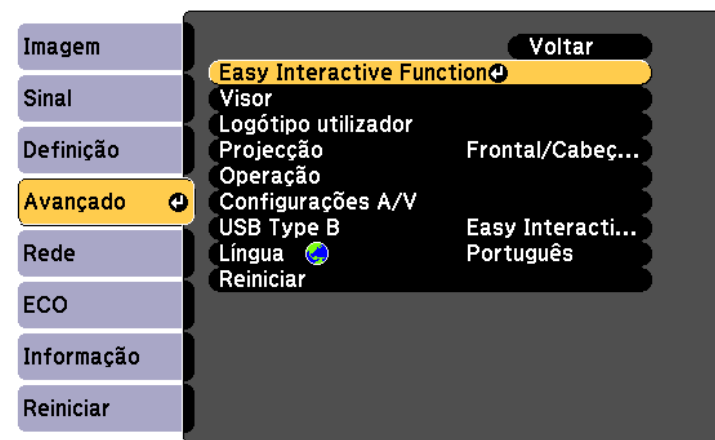 Imagem
Sinal
Definição
Avançado
Rede
ECO
Informação
Reiniciar
Voltar
Easy Interactive Function
Visor
Logótipo utilizador
Projecção Frontal/Cabeç...
Operação
Configurações A/V
USB Type B Easy Interacti...
Língua Português
Reiniciar